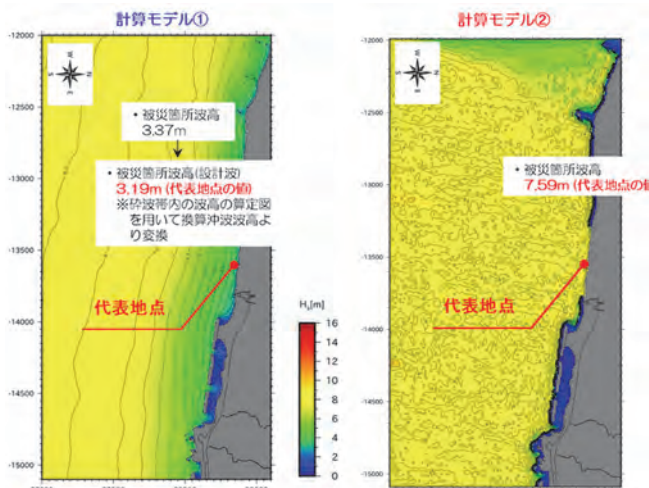 計算モデル①
計算モデル②
-12000
-12500
-13000
-13500
-14000
-14500
-15000
・被災箇所波高
3.37m
・被災箇所波高(設計波)
3.19m(代表地点の値)
※砕波帯内の波高の算定図
を用いて換算沖波波高よ
り変換
代表地点
H [m]
16
14
12
10
8
6
4
2
0
-12000
-12500
-13000
-13500
-14000
-14500
-15000
・被災箇所波高
7.59m(代表地点の値
代表地点